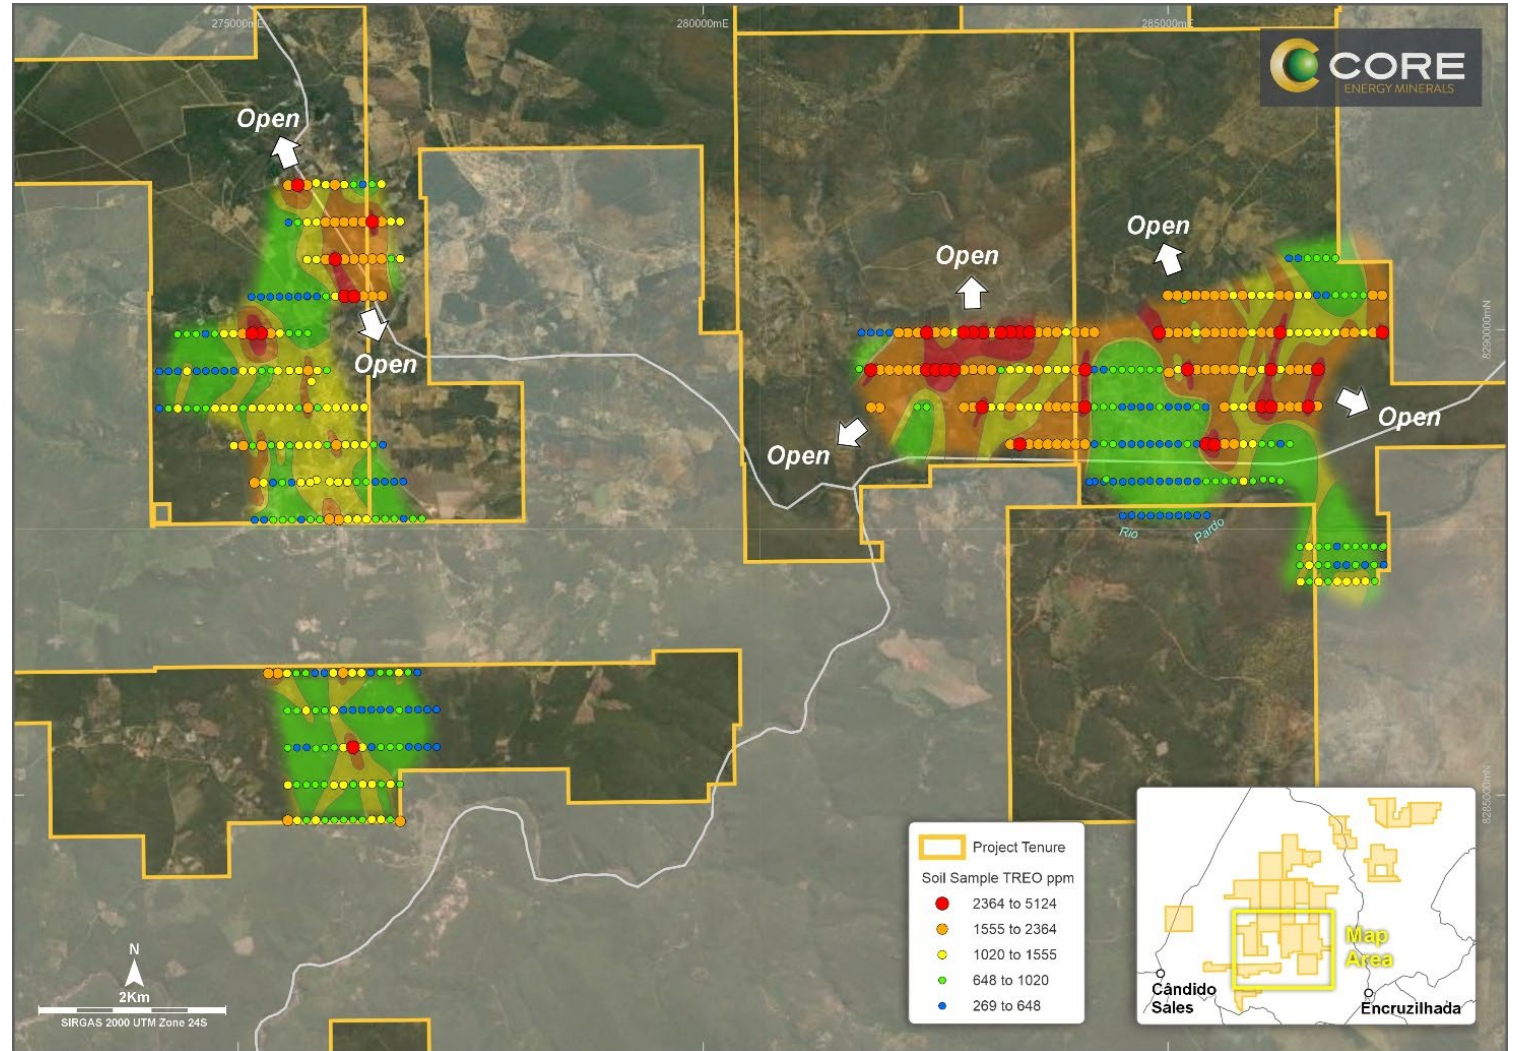 275000mE
280000mE
285000mE
CORE
ENERGY MINERALS
Open
Open
Open
Open
8290000mN
Open
Open
Open
Rio Pardo
8285000mN
Project Tenure
Soil Sample TREO ppm
2364 to 5124
1555 to 2364
1020 to 1555
648 to 1020
269 to 648
Map
Area
Cândido
Sales
Encruzilhada
N
2Km
SIRGAS 2000 UTM Zone 24S